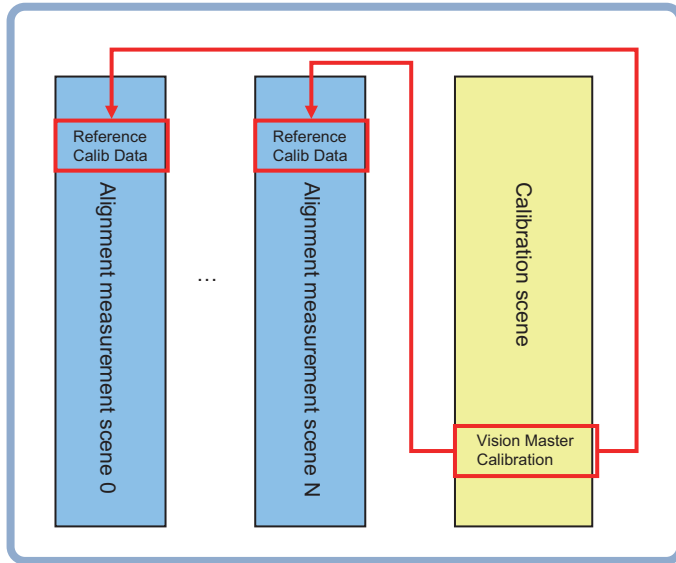 Reference
Calib Data
Alignment measurement scene 0
...
Reference
Calib Data
Alignment measurement scene N
Calibration scene
Vision Master
Calibration